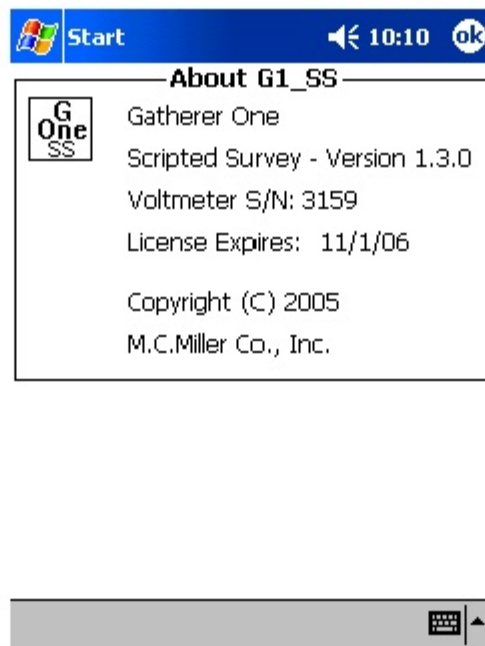 Start 10:10 ok
About G1_SS
G
One
SS
Gatherer One
Scripted Survey - Version 1.3.0
Voltmeter S/N: 3159
License Expires: 11/1/06
Copyright (C) 2005
M.C.Miller Co., Inc.